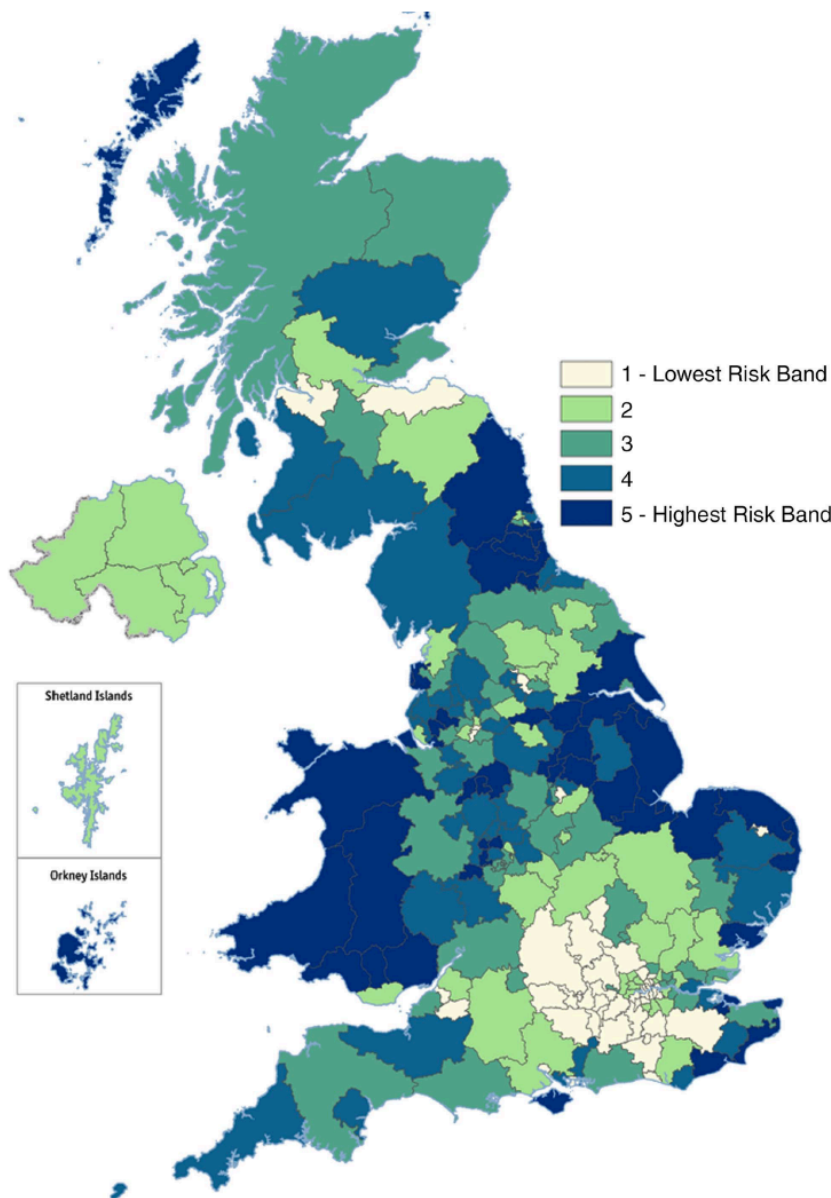 1 - Lowest Risk Band
2
3
4
5 - Highest Risk Band
Shetland Islands
Orkney Islands